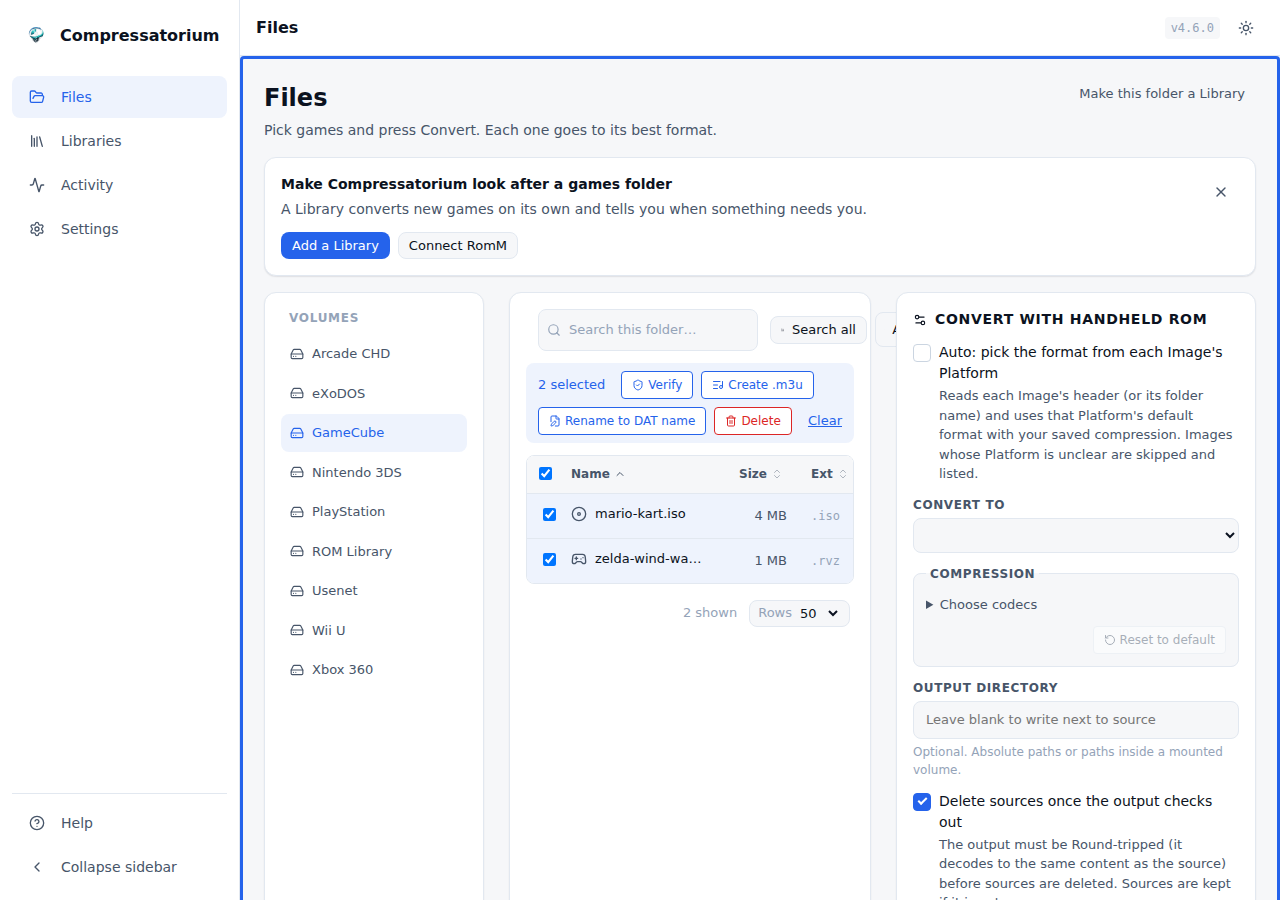 Compressatorium
Files
v4.6.0
Files
Libraries
Activity
Settings
Help
Collapse sidebar
Files
Make this folder a Library
Pick games and press Convert. Each one goes to its best format.
Make Compressatorium look after a games folder
A Library converts new games on its own and tells you when something needs you.
Add a Library
Connect RomM
VOLUMES
Arcade CHD
eXoDOS
GameCube
Nintendo 3DS
PlayStation
ROM Library
Usenet
Wii U
Xbox 360
Search this folder...
Search all
2 selected
Verify
Create .m3u
Rename to DAT name
Delete
Clear
Name Size Ext
mario-kart.iso 4 MB .iso
zelda-wind-wa... 1 MB .rvz
2 shown Rows 50
CONVERT WITH HANDHELD ROM
Auto: pick the format from each Image's
Platform
Reads each Image's header (or its folder
name) and uses that Platform's default
format with your saved compression. Images
whose Platform is unclear are skipped and
listed.
CONVERT TO
COMPRESSION
Choose codecs
Reset to default
OUTPUT DIRECTORY
Leave blank to write next to source
Optional. Absolute paths or paths inside a mounted
volume.
Delete sources once the output checks
out
The output must be Round-tripped (it
decodes to the same content as the source)
before sources are deleted. Sources are kept